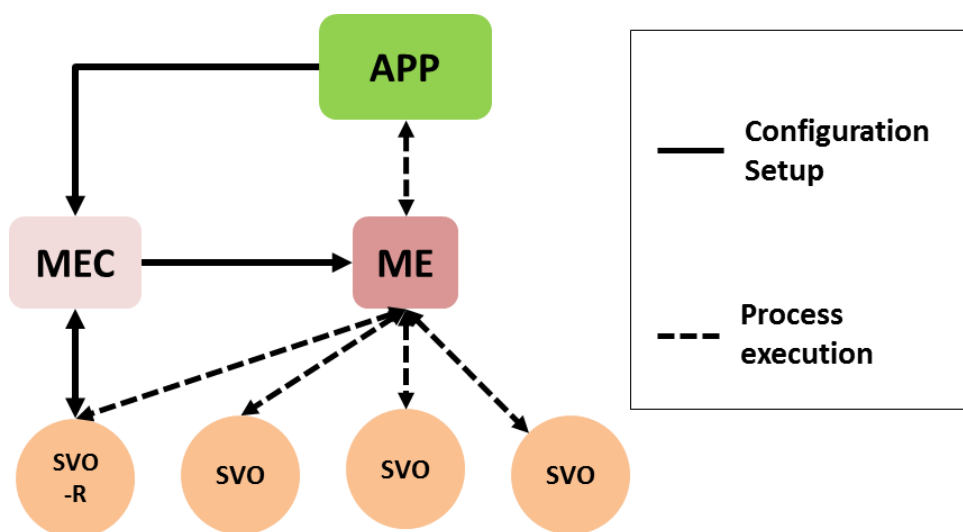 APP
MEC
ME
SVO
-R
SVO
SVO
SVO
Configuration
Setup
Process
execution